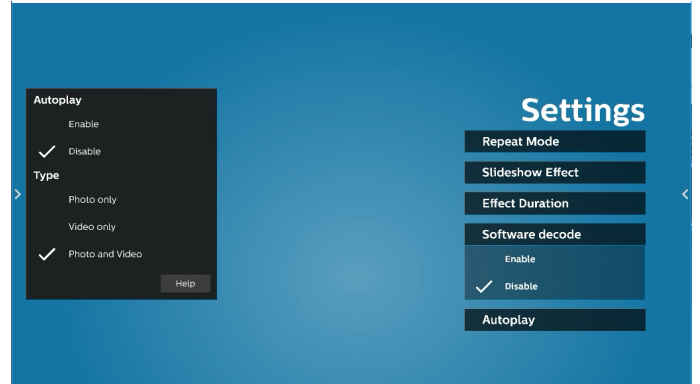 Autoplay
Enable
Disable
Type
Photo only
Video only
Photo and Video
Help
Settings
Repeat Mode
Slideshow Effect
Effect Duration
Software decode
Enable
Disable
Autoplay